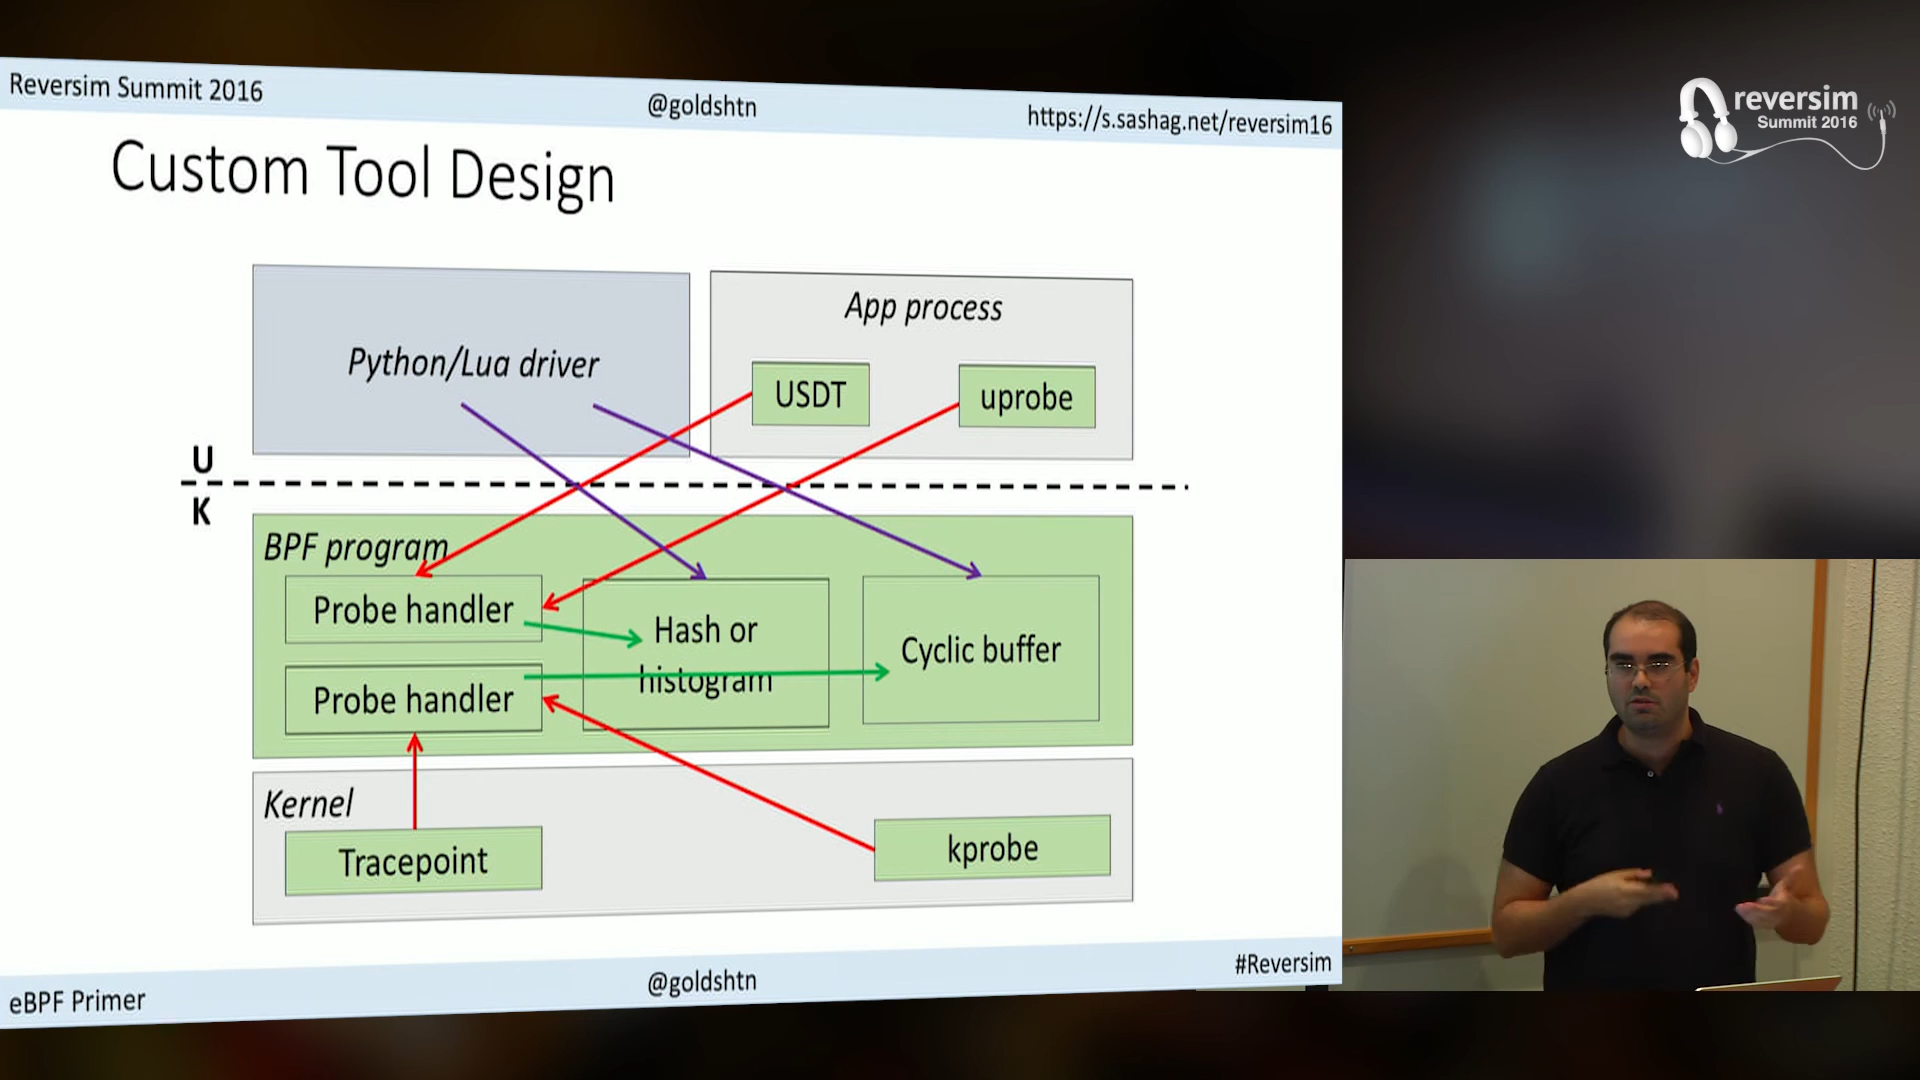 Reversim Summit 2016
@goldshtn
https://s.sashag.net/reversim16
reversim
Summit 2016
Custom Tool Design
Python/Lua driver
App process
USDT
uprobe
U
K
BPF program
Probe handler
Hash or
histogram
Cyclic buffer
Probe handler
Kernel
Tracepoint
kprobe
eBPF Primer
@goldshtn
#Reversim